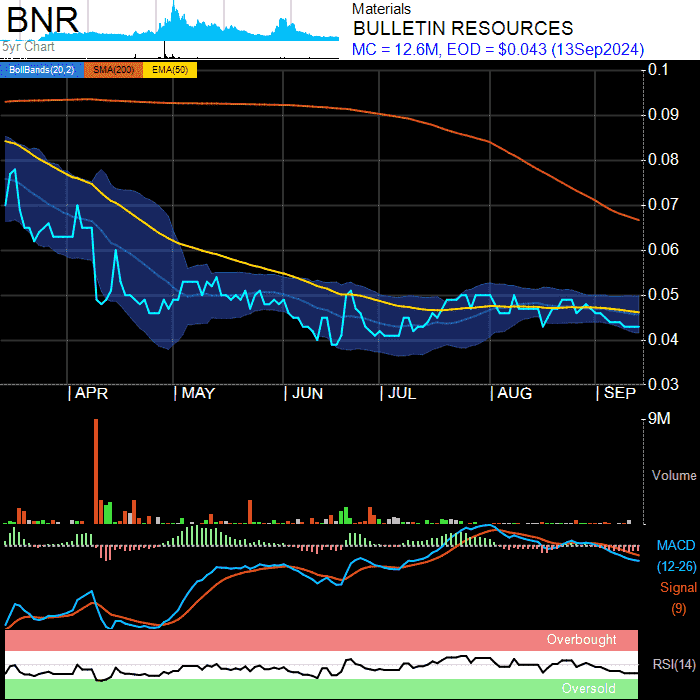 BNR
5yr Chart
Materials
BULLETIN RESOURCES
MC = 12.6M, EOD = $0.043 (13Sep2024)
BollBands(20,2) SMA(200) EMA(50)
0.1
0.09
0.08
0.07
0.06
0.05
0.04
0.03
APR MAY JUN JUL AUG SEP
9M
Volume
MACD
(12-26)
Signal
(9)
Overbought
RSI(14)
Oversold